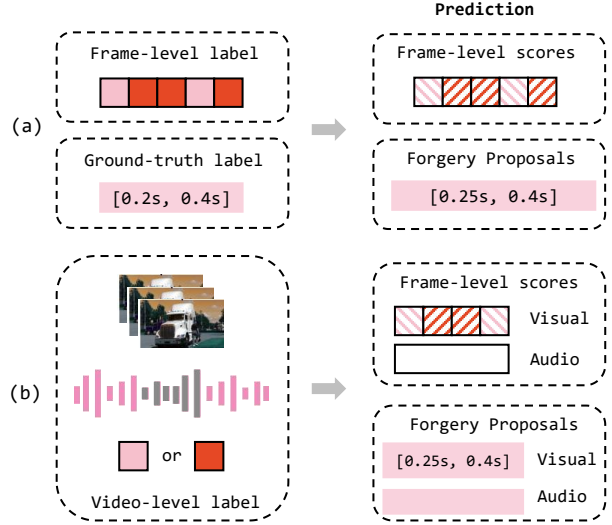 Prediction
Frame-level label
Frame-level scores
(a)
Ground-truth label
[0.2s, 0.4s]
Forgery Proposals
[0.25s, 0.4s]
(b)
or
Video-level label
Frame-level scores
Visual
Audio
Forgery Proposals
[0.25s, 0.4s]
Visual
Audio